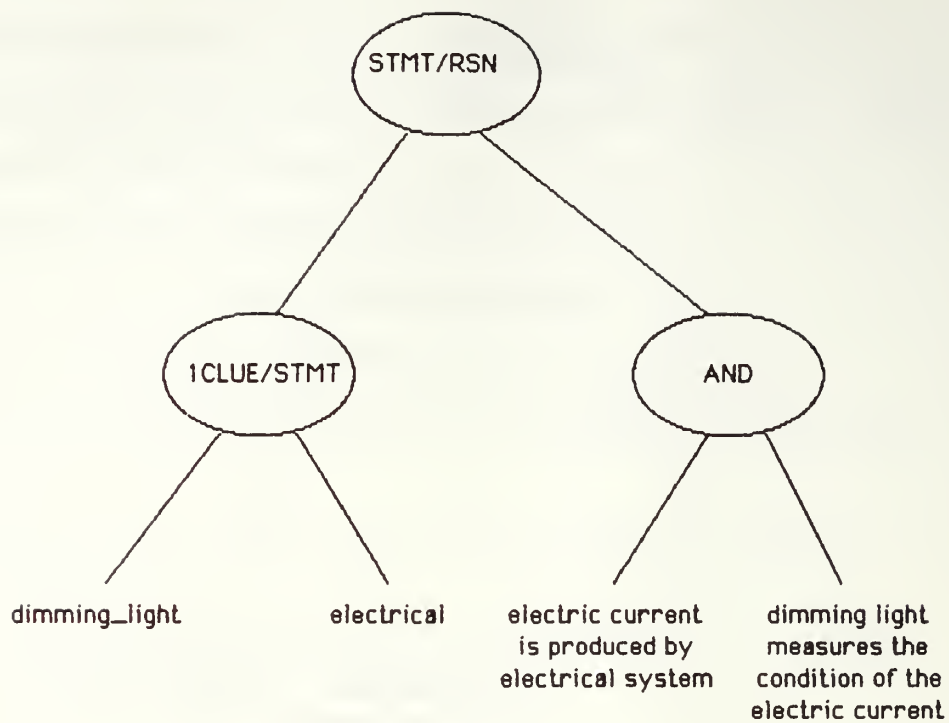 STMT/RSN
1CLUE/STMT
AND
dimming_light
electrical
electric current
is produced by
electrical system
dimming light
measures the
condition of the
electric current